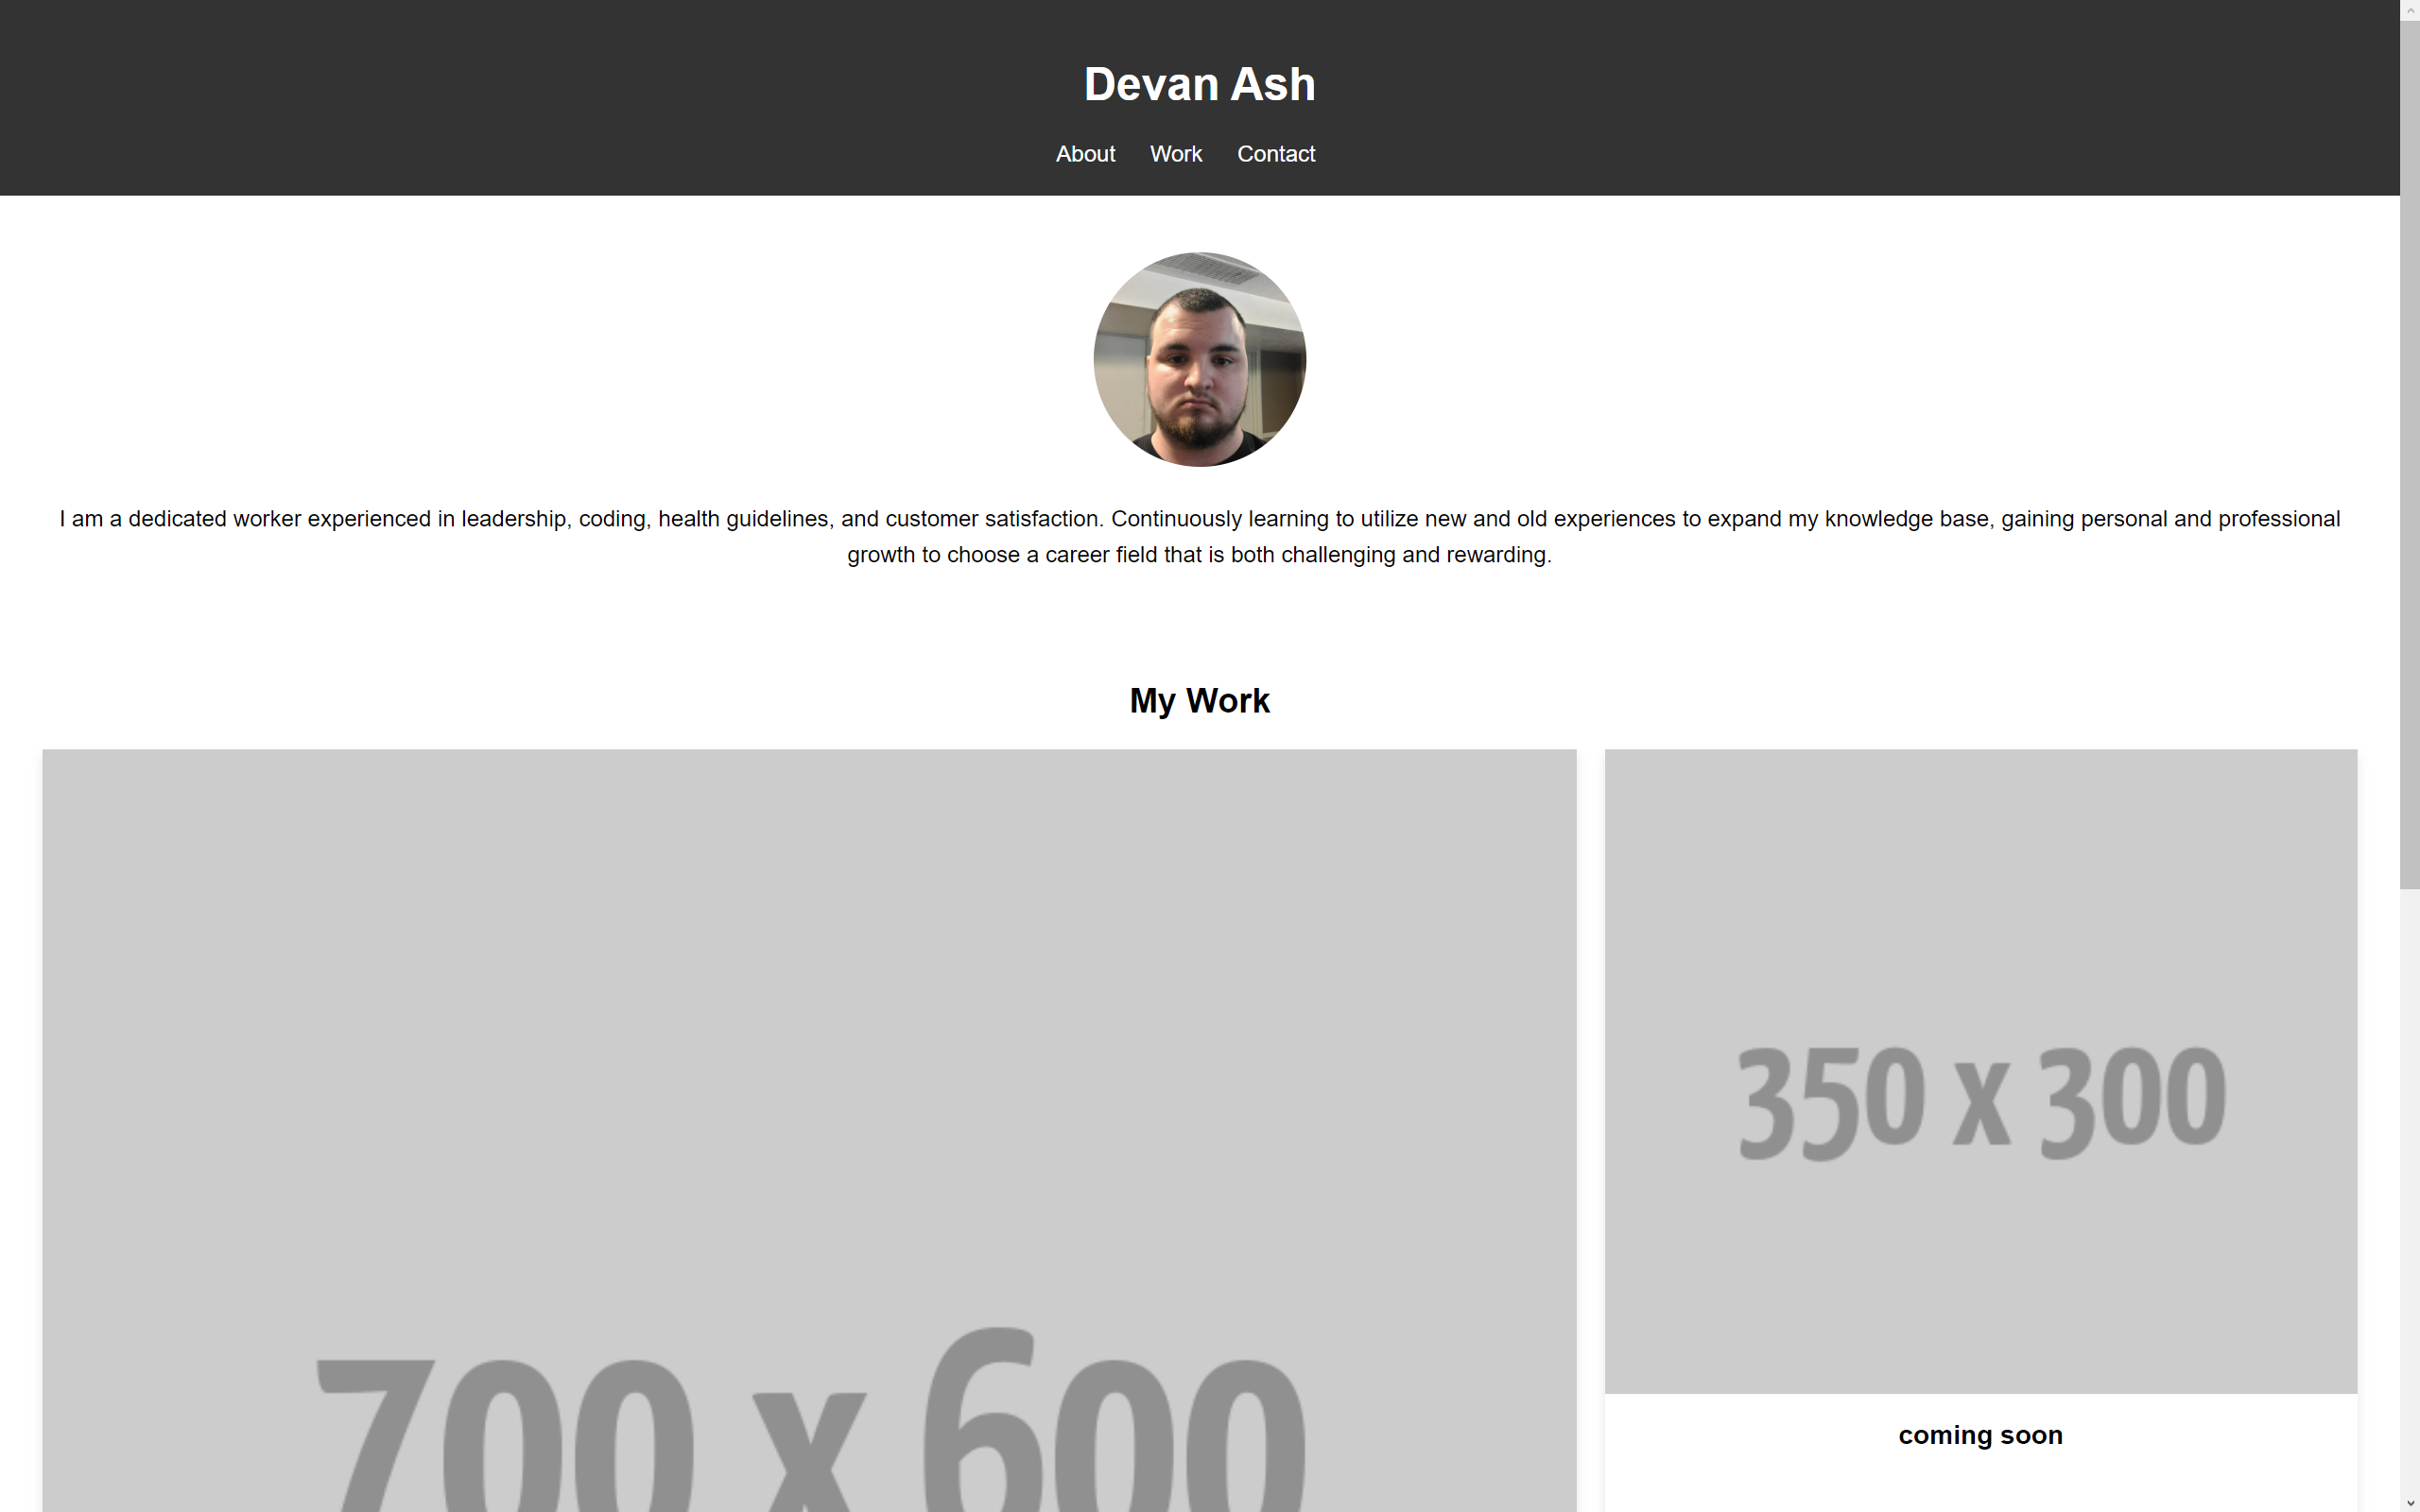 Devan Ash
About Work Contact
I am a dedicated worker experienced in leadership, coding, health guidelines, and customer satisfaction. Continuously learning to utilize new and old experiences to expand my knowledge base, gaining personal and professional
growth to choose a career field that is both challenging and rewarding.
My Work
350 x 300
700 x 600
coming soon